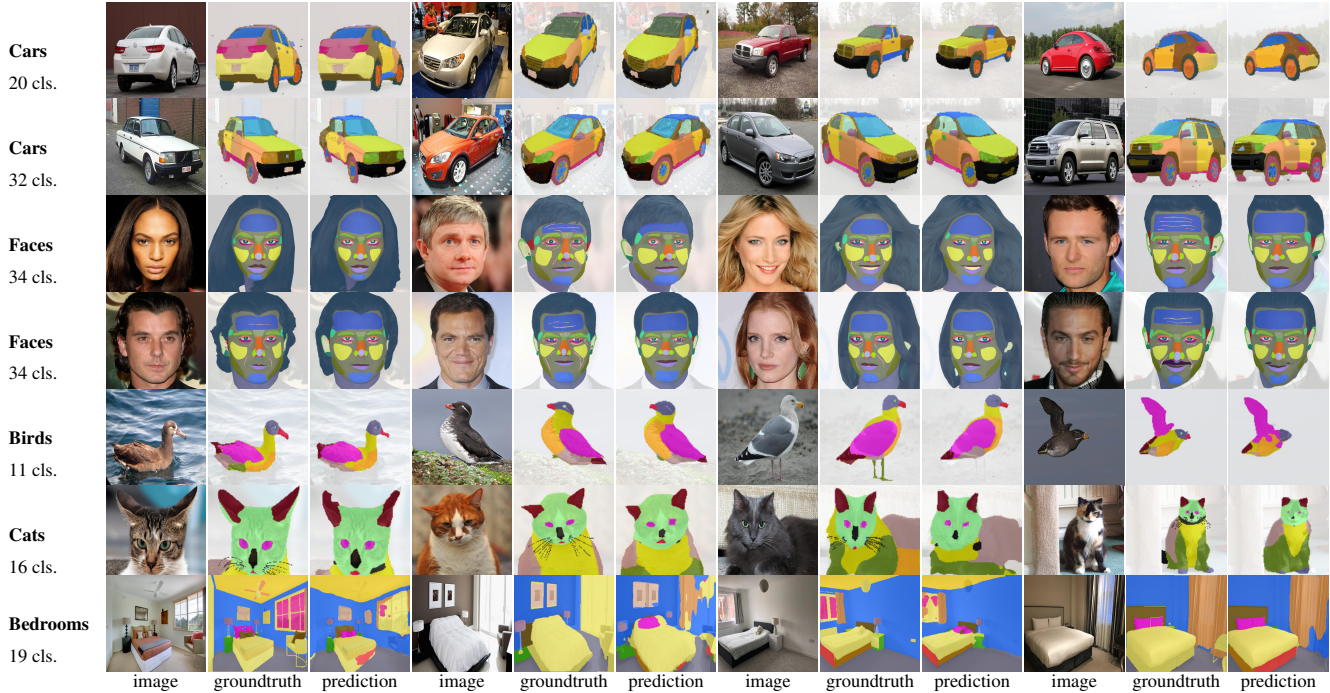 Cars
20 cls.
Cars
32 cls.
Faces
34 cls.
Faces
34 cls.
Birds
11 cls.
Cats
16 cls.
Bedrooms
19 cls.
image groundtruth prediction image groundtruth prediction image groundtruth prediction image groundtruth prediction